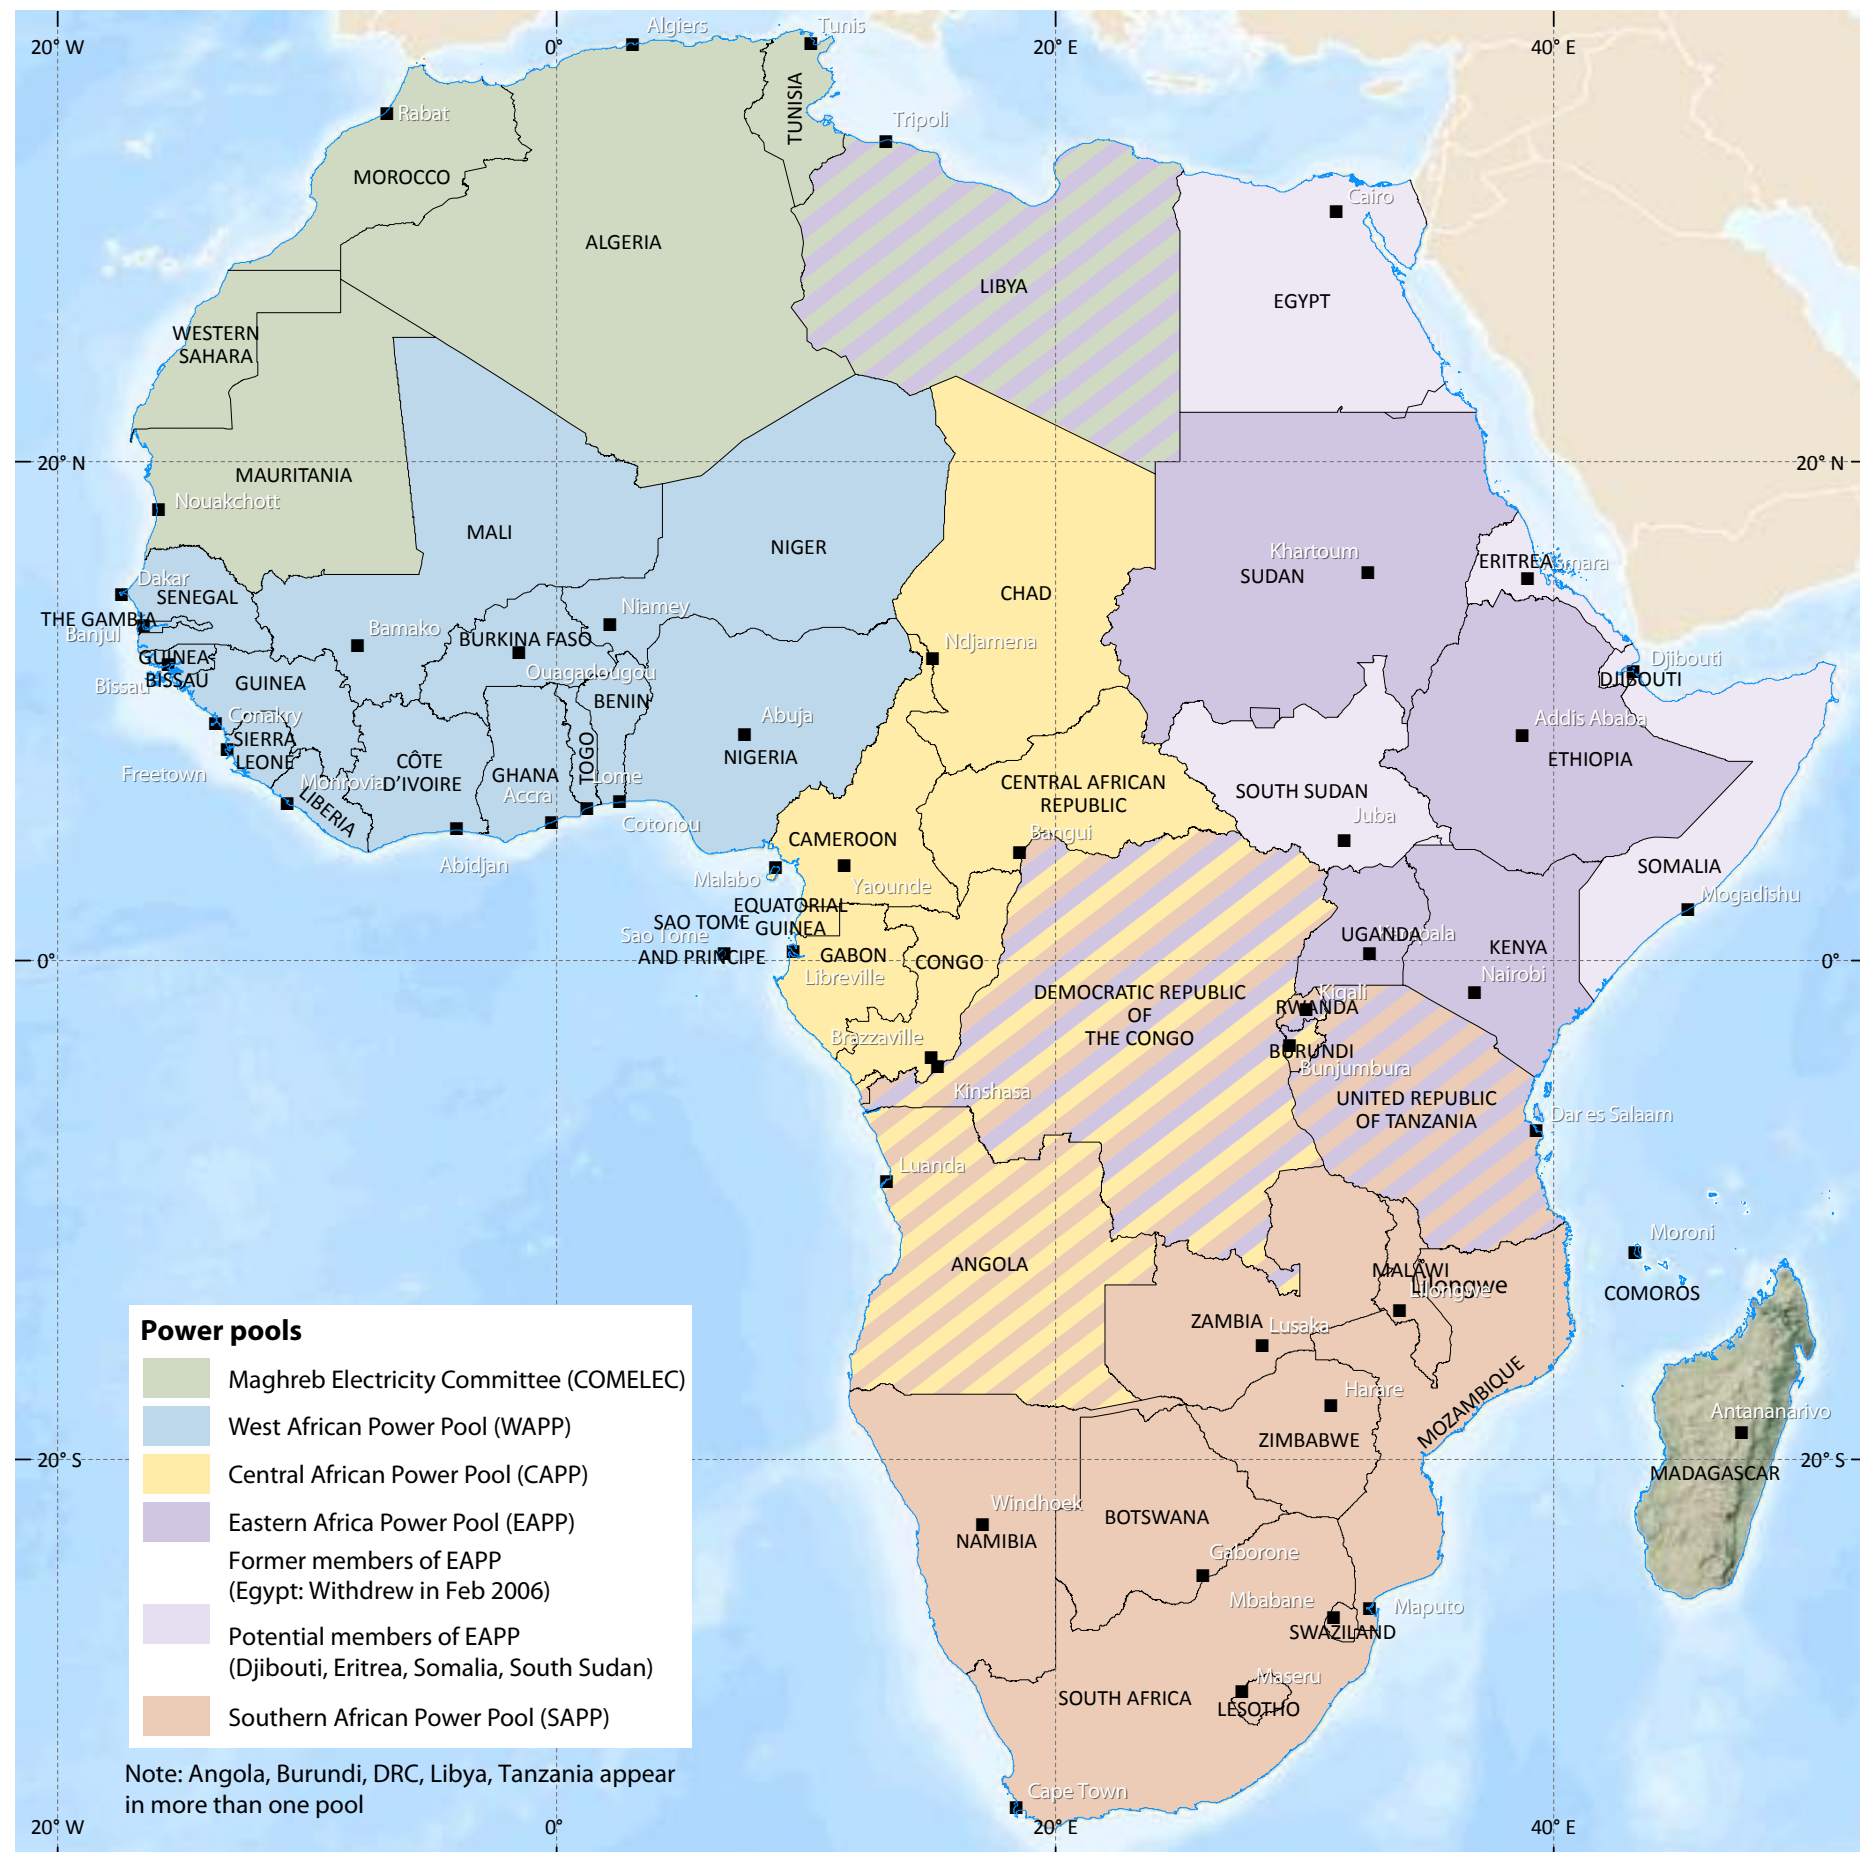 20° W
0°
20° E
40° E
Algiers
Tunis
Rabat
TUNISIA
Tripoli
MOROCCO
Cairo
ALGERIA
LIBYA
EGYPT
WESTERN
SAHARA
20° N
20° N
MAURITANIA
Nouakchott
MALI
NIGER
Khartoum
SUDAN
ERITREA
Asmara
CHAD
Dakar
SENEGAL
THE GAMBIA
Banjul
Niamey
Bamako
BURKINA FASO
Ndjamena
GUINEA
BISSAU
Bissau
GUINEA
Ouagadougou
BENIN
Djibouti
DJIBOUTI
Conakry
SIERRA
LEONE
Freetown
Abuja
NIGERIA
Addis Ababa
ETHIOPIA
CÔTE
D'IVOIRE
GHANA
Accra
TOGO
Lome
Monrovia
LIBERIA
Cotonou
Abidjan
CENTRAL AFRICAN
REPUBLIC
Bangui
SOUTH SUDAN
Juba
CAMEROON
Yaounde
Malabo
SOMALIA
Mogadishu
EQUATORIAL
GUINEA
SAO TOME
AND PRINCIPE
Sao Tome
UGANDA
Kampala
KENYA
Nairobi
0°
0°
GABON
Libreville
CONGO
DEMOCRATIC REPUBLIC
OF
THE CONGO
Kigali
RWANDA
BURUNDI
Bunjumbura
Brazzaville
Kinshasa
UNITED REPUBLIC
OF TANZANIA
Dar es Salaam
Luanda
ANGOLA
MALAWI
Lilongwe
Lilongwe
Moroni
COMOROS
ZAMBIA
Lusaka
Harare
ZIMBABWE
MOZAMBIQUE
Antananarivo
MADAGASCAR
20° S
20° S
Windhoek
NAMIBIA
BOTSWANA
Gaborone
Mbabane
Maputo
SWAZILAND
Maseru
LESOTHO
SOUTH AFRICA
Cape Town
Power pools
Maghreb Electricity Committee (COMELEC)
West African Power Pool (WAPP)
Central African Power Pool (CAPP)
Eastern Africa Power Pool (EAPP)
Former members of EAPP
(Egypt: Withdrew in Feb 2006)
Potential members of EAPP
(Djibouti, Eritrea, Somalia, South Sudan)
Southern African Power Pool (SAPP)
Note: Angola, Burundi, DRC, Libya, Tanzania appear
in more than one pool
20° W
0°
20° E
40° E